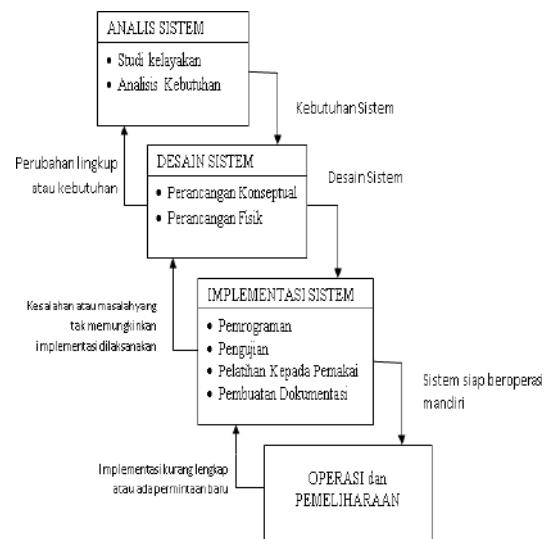 ANALIS SISTEM
• Studi kelayakan
• Analisis Kebutuhan
Kebutuhan Sistem
Perubahan lingkup
atau kebutuhan
DESAIN SISTEM
• Perancangan Konseptual
• Perancangan Fisik
Desain Sistem
Kesalahan atau masalah yang
tak memungkinkan
implementasi dilaksanakan
IMPLEMENTASI SISTEM
• Pemrograman
• Pengujian
• Pelatihan Kepada Pemakai
• Pembuatan Dokumentasi
Sistem siap beroperasi
mandiri
Implementasi kurang lengkap
atau ada permintaan baru
OPERASI dan
PEMELIHARAAN